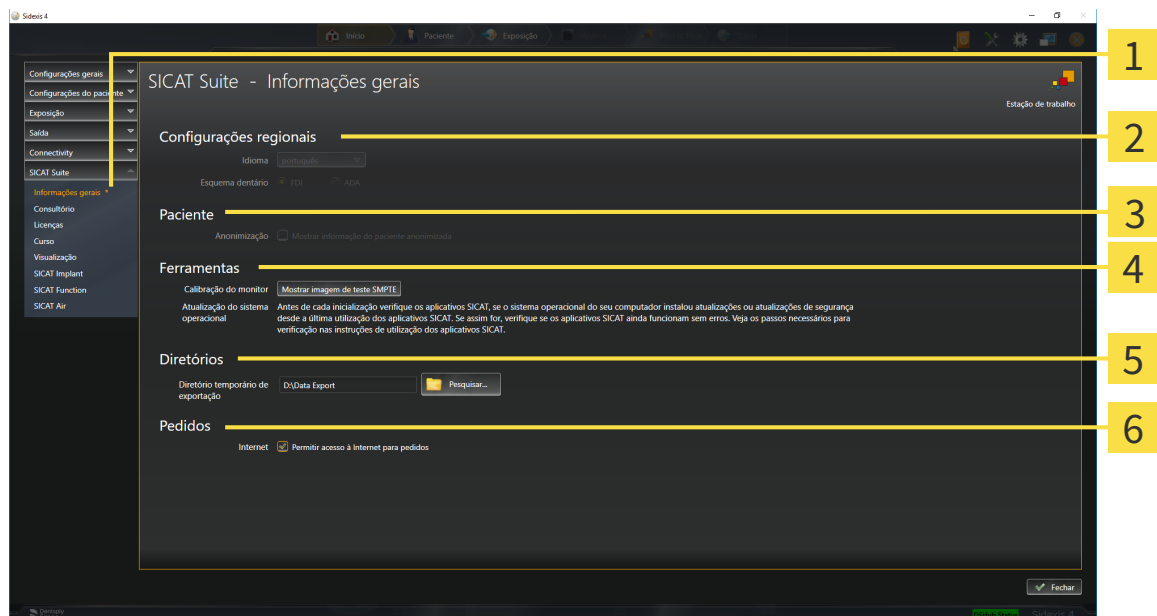 Sidexis 4
Início
Paciente
Exposição
1
Configurações gerais
Configurações do paciente
Exposição
Saída
Connectivity
SICAT Suite
Informações gerais *
Consultório
Licenças
Curso
Visualização
SICAT Implant
SICAT Function
SICAT Air
SICAT Suite - Informações gerais
Estação de trabalho
Configurações regionais
2
Idioma português
Esquema dentário FDI ADA
Paciente
3
Anonimização Mostrar informação do paciente anonimizada
Ferramentas
4
Calibração do monitor Mostrar imagem de teste SMPTE
Atualização do sistema operacional
Antes de cada inicialização verifique os aplicativos SICAT, se o sistema operacional do seu computador instalou atualizações ou atualizações de segurança
desde a última utilização dos aplicativos SICAT. Se assim for, verifique se os aplicativos SICAT ainda funcionam sem erros. Veja os passos necessários para
verificação nas instruções de utilização dos aplicativos SICAT.
Diretórios
5
Diretório temporário de exportação
D:\Data Export Pesquisar...
Pedidos
6
Internet Permitir acesso à Internet para pedidos
Fechar
Dentsply
Sidexis 4